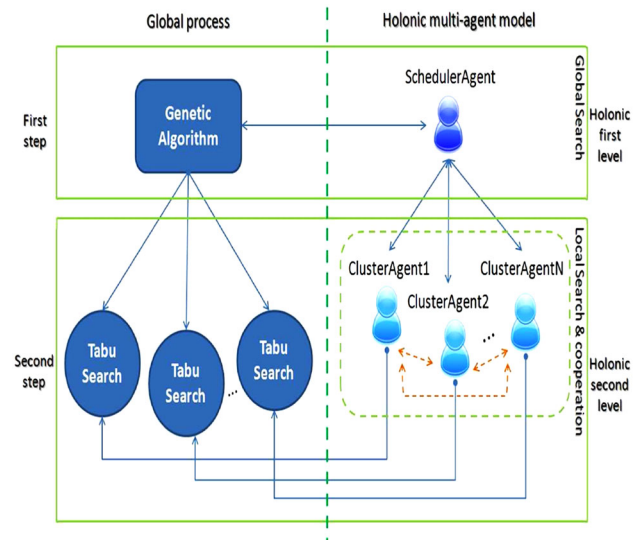 Global process
Holonic multi-agent model
First
step
Genetic
Algorithm
SchedulerAgent
Global Search
Holonic
first
level
Second
step
Tabu
Search
Tabu
Search
...
Tabu
Search
ClusterAgent1
ClusterAgent2
...
ClusterAgentN
Local Search & cooperation
Holonic
second
level